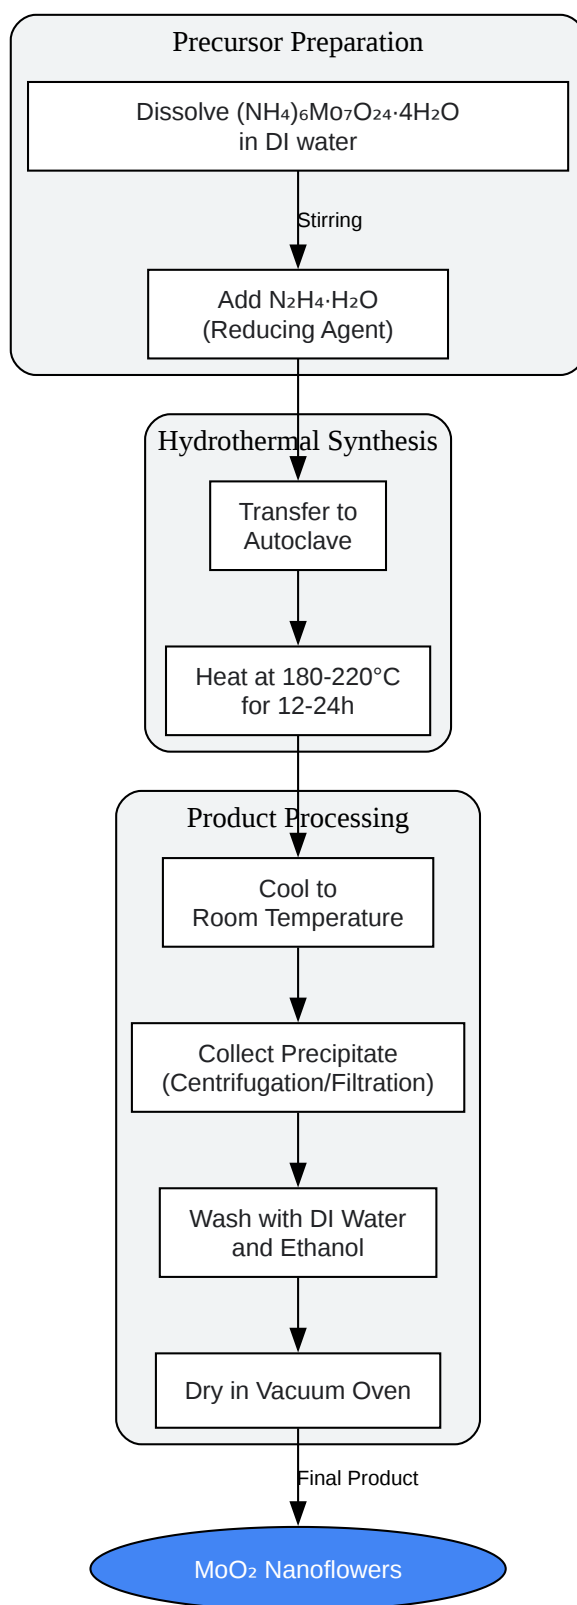 Precursor Preparation
Dissolve (NH₄)₆Mo₇O₂₄·4H₂O
in DI water
Stirring
Add N₂H₄·H₂O
(Reducing Agent)
Hydrothermal Synthesis
Transfer to
Autoclave
Heat at 180-220°C
for 12-24h
Product Processing
Cool to
Room Temperature
Collect Precipitate
(Centrifugation/Filtration)
Wash with DI Water
and Ethanol
Dry in Vacuum Oven
Final Product
MoO₂ Nanoflowers